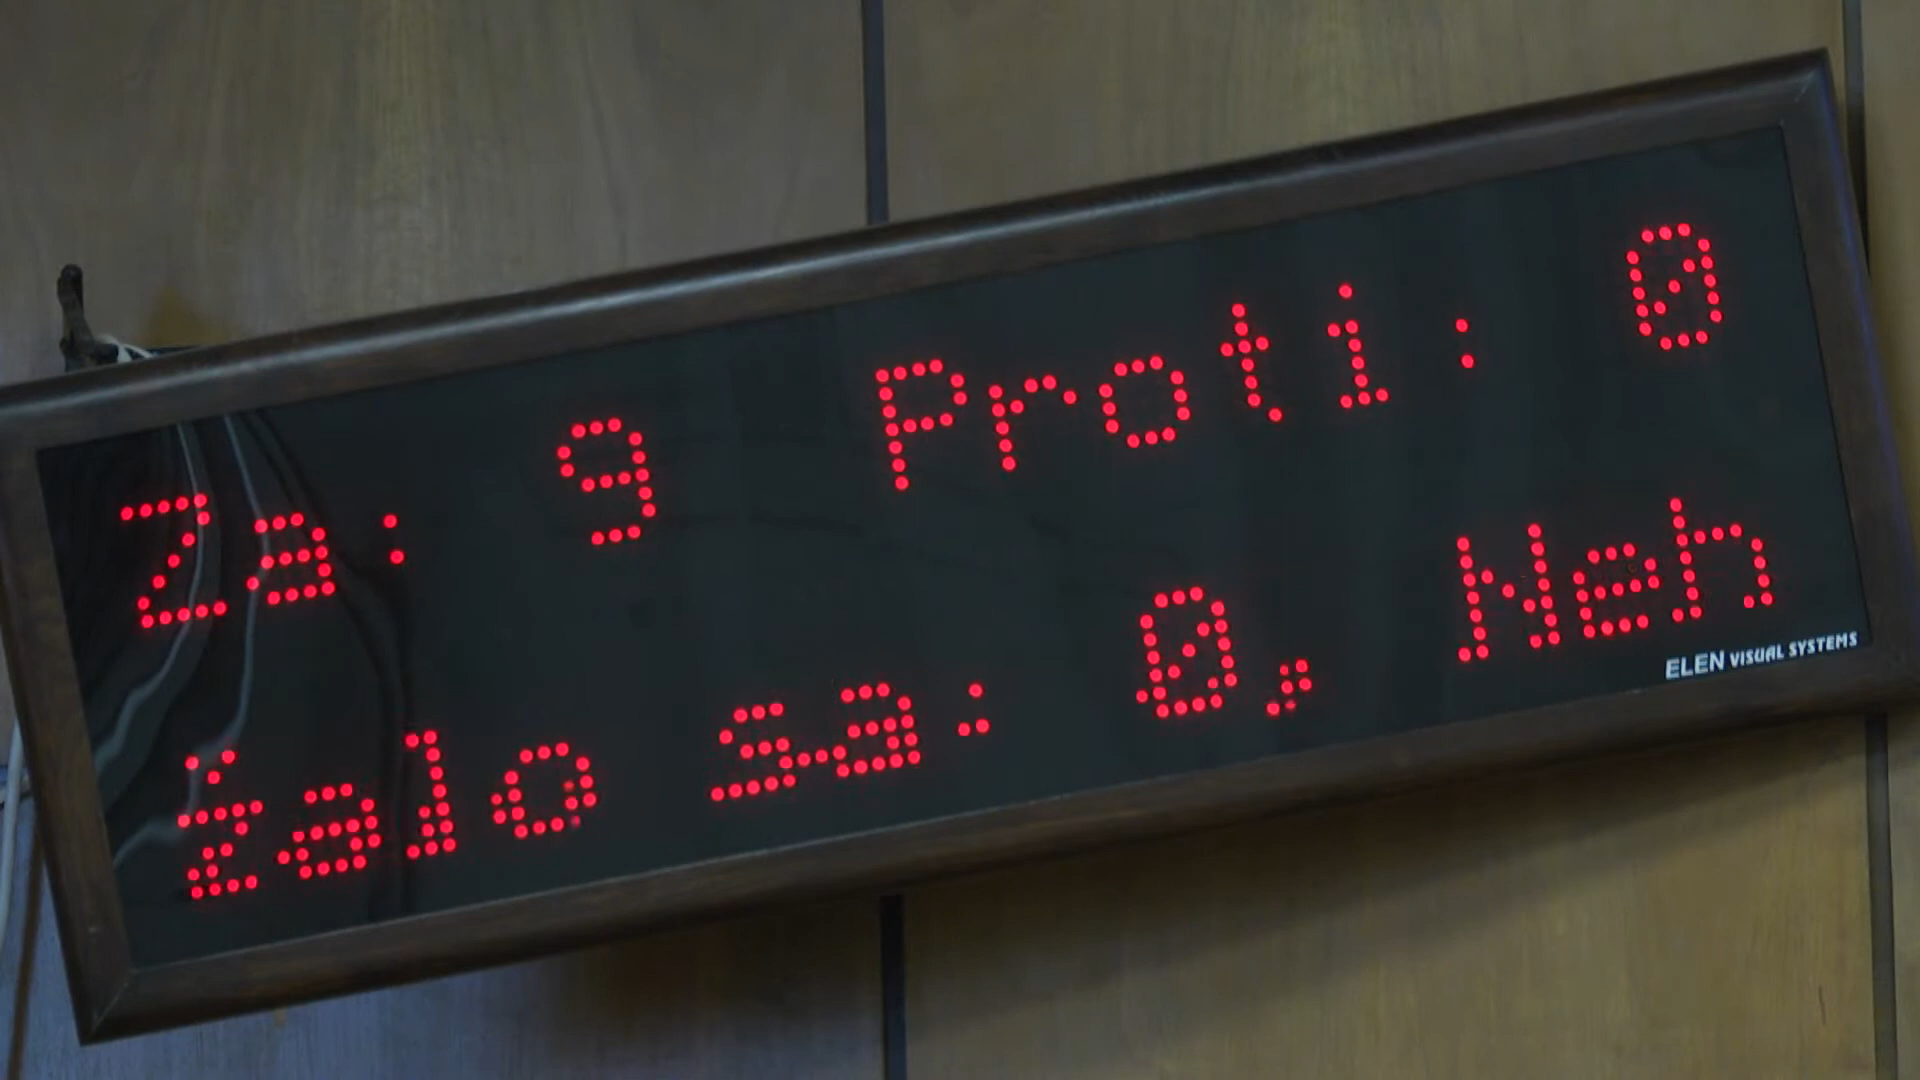 Za: 9 Proti: 0
Zdržalo sa: 0, Neh
ELEN VISUAL SYSTEMS